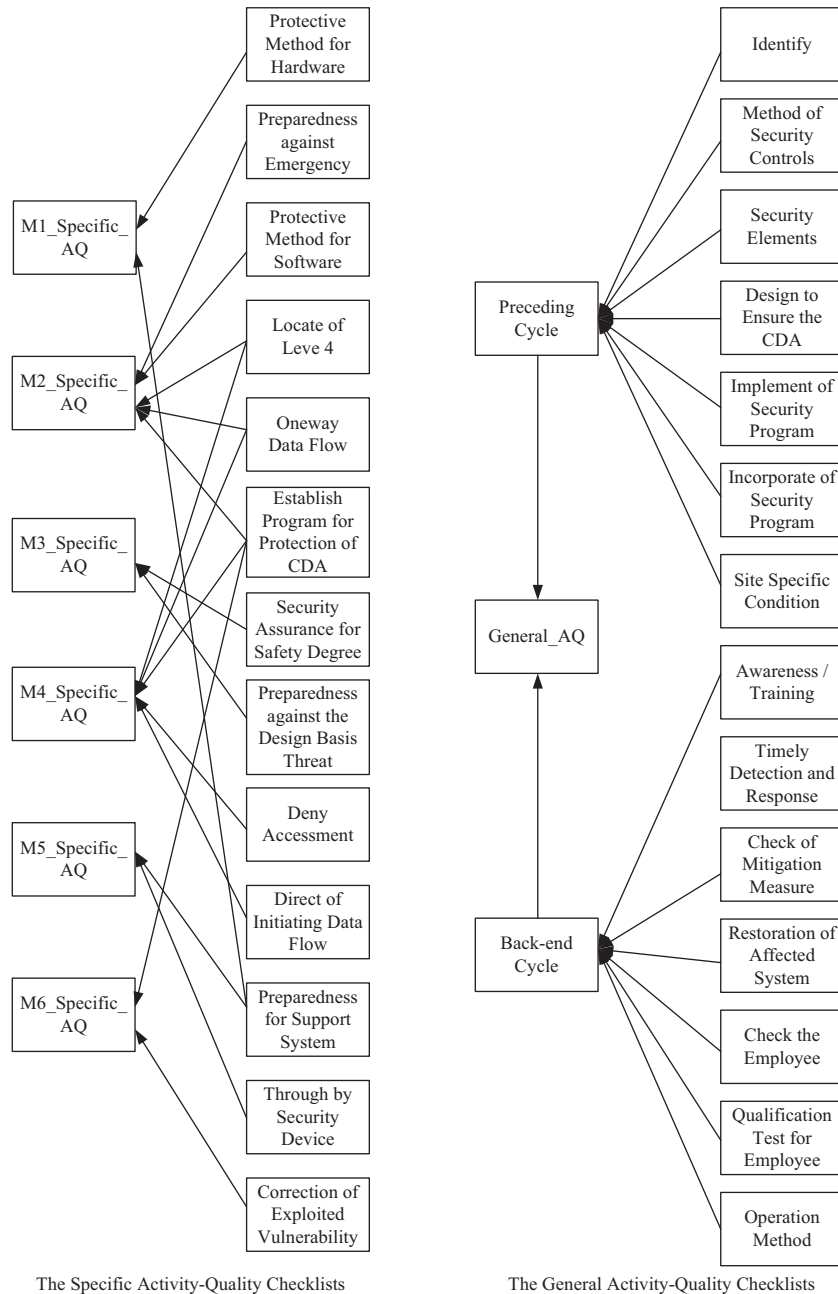 Protective
Method for
Hardware
Preparedness
against
Emergency
M1_Specific_
AQ
Protective
Method for
Software
Locate of
Leve 4
M2_Specific_
AQ
Oneway
Data Flow
Establish
Program for
Protection of
CDA
M3_Specific_
AQ
Security
Assurance for
Safety Degree
M4_Specific_
AQ
Preparedness
against the
Design Basis
Threat
Deny
Accessment
M5_Specific_
AQ
Direct of
Initiating Data
Flow
M6_Specific_
AQ
Preparedness
for Support
System
Through by
Security
Device
Correction of
Exploited
Vulnerability
The Specific Activity-Quality Checklists
Identify
Method of
Security
Controls
Security
Elements
Preceding
Cycle
Design to
Ensure the
CDA
Implement of
Security
Program
Incorporate of
Security
Program
Site Specific
Condition
General_AQ
Awareness /
Training
Timely
Detection and
Response
Check of
Mitigation
Measure
Back-end
Cycle
Restoration of
Affected
System
Check the
Employee
Qualification
Test for
Employee
Operation
Method
The General Activity-Quality Checklists